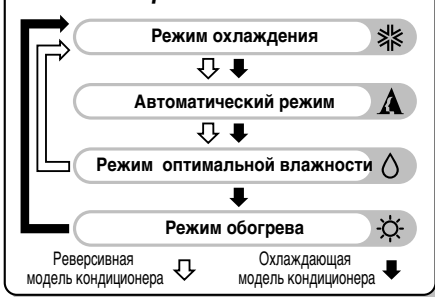 Режим охлаждения
Автоматический режим
Режим оптимальной влажности
Режим обогрева
Реверсивная
модель кондиционера
Охлаждающая
модель кондиционера